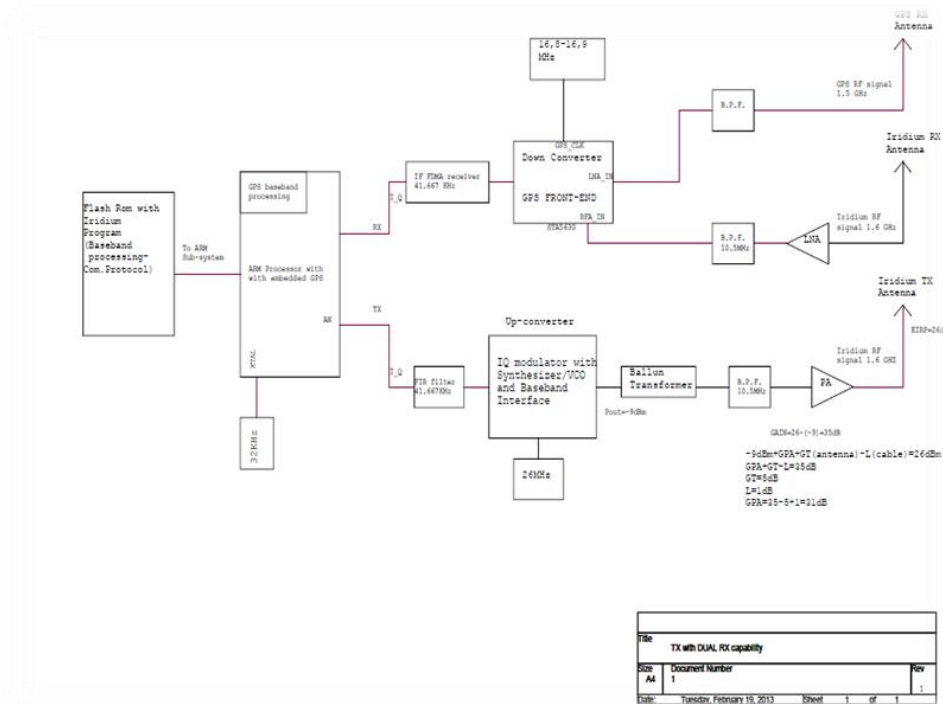 GPS RX
Antenna
16,8-16,9
MHz
GPS RF signal
1.5 GHz
B.P.F.
Iridium RX
Antenna
GPS_CLK
Down Converter
LNA_IN
GPS FRONT-END
RFA_IN
STA5630
IF FDMA receiver
41.667 KHz
I_Q
RX
GPS baseband
processing
Flash Rom with
Iridium
Program
(Baseband
processing-
Com.Protocol)
To ARM
Sub-system
ARM Processor with
with embedded GPS
AN
XTAL
32KHz
Iridium RF
signal 1.6 GHz
B.P.F.
10.5MHz
LNA
Iridium TX
Antenna
TX
I_Q
FIR filter
41.667KHz
Up-converter
IQ modulator with
Synthesizer/VCO
and Baseband
Interface
26MHz
Ballun
Transformer
Pout=-9dBm
B.P.F.
10.5MHz
PA
Iridium RF
signal 1.6 GHZ
GAIN=26-(-9)=35dB
-9dBm+GPA+GT(antenna)-L(cable)=26dBm
GPA+GT-L=35dB
GT=5dB
L=1dB
GPA=35-5+1=31dB
Title
TX with DUAL RX capability
Size
A4
Document Number
1
Rev
1
Date:
Tuesday, February 19, 2013
Sheet 1 of 1